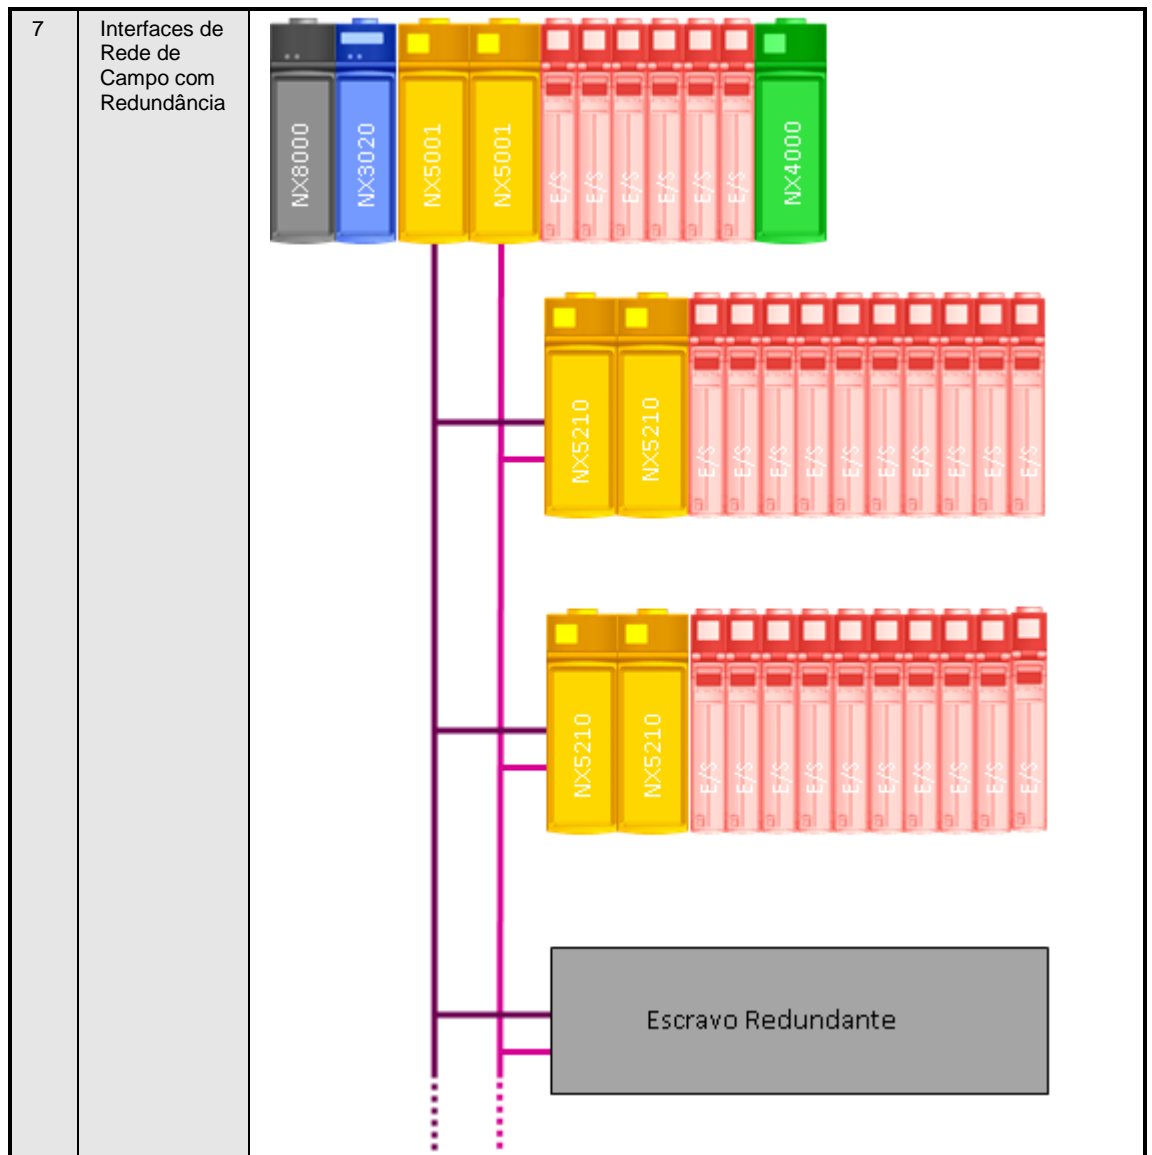 7
Interfaces de
Rede de
Campo com
Redundância
NX8000
NX3020
NX5001
NX5001
E/S
E/S
E/S
E/S
E/S
E/S
NX4000
NX5210
NX5210
E/S
E/S
E/S
E/S
E/S
E/S
E/S
E/S
E/S
E/S
NX5210
NX5210
E/S
E/S
E/S
E/S
E/S
E/S
E/S
E/S
E/S
E/S
Escravo Redundante